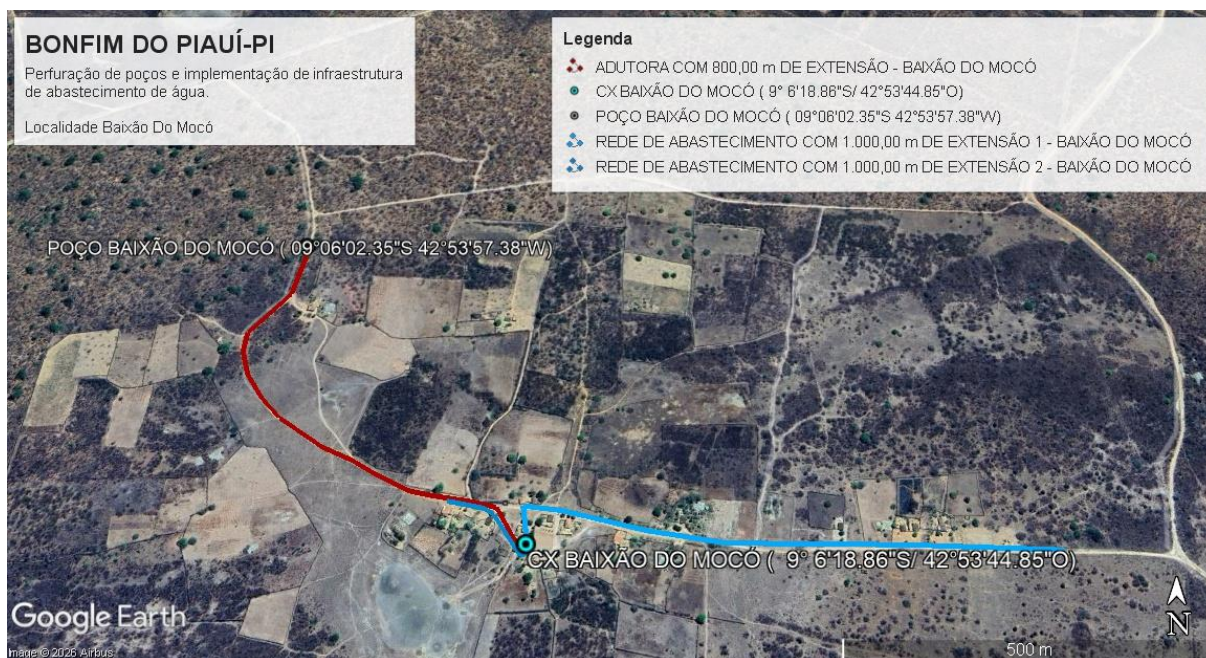 BONFIM DO PIAUÍ-PI
Perfuração de poços e implementação de infraestrutura
de abastecimento de água.
Localidade Baixão Do Mocó
Legenda
ADUTORA COM 800,00 m DE EXTENSÃO - BAIXÃO DO MOCÓ
CX BAIXÃO DO MOCÓ ( 9° 6'18.86"S/ 42°53'44.85"O)
POÇO BAIXÃO DO MOCÓ ( 09°06'02.35"S 42°53'57.38"W)
REDE DE ABASTECIMENTO COM 1.000,00 m DE EXTENSÃO 1 - BAIXÃO DO MOCÓ
REDE DE ABASTECIMENTO COM 1.000,00 m DE EXTENSÃO 2 - BAIXÃO DO MOCÓ
POÇO BAIXÃO DO MOCÓ ( 09°06'02.35"S 42°53'57.38"W)
CX BAIXÃO DO MOCÓ ( 9° 6'18.86"S/ 42°53'44.85"O)
Google Earth
Image © 2026 Airbus
500 m
N